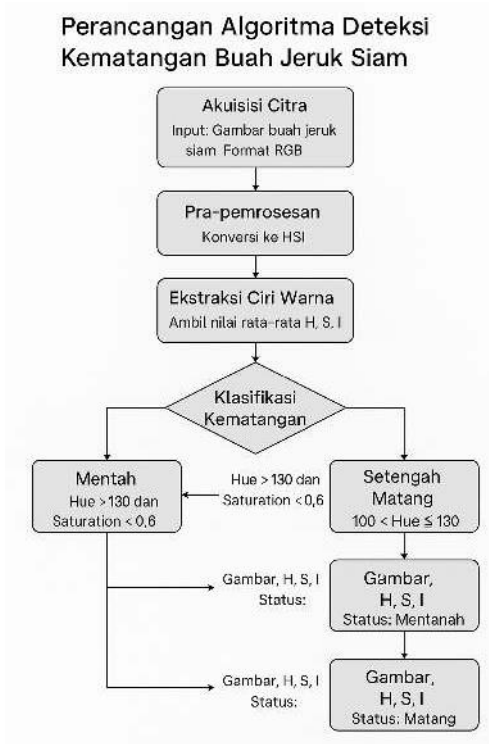 Perancangan Algoritma Deteksi
Kematangan Buah Jeruk Siam
Akuisisi Citra
Input: Gambar buah jeruk
siam Format RGB
Pra-pemrosesan
Konversi ke HSI
Ekstraksi Ciri Warna
Ambil nilai rata-rata H, S, I
Klasifikasi
Kematangan
Mentah
Hue > 130 dan
Saturation < 0,6
Hue > 130 dan
Saturation < 0,6
Setengah
Matang
100 < Hue ≦ 130
Gambar, H, S, I
Status:
Gambar,
H, S, I
Status: Mentanah
Gambar, H, S, I
Status:
Gambar,
H, S, I
Status: Matang